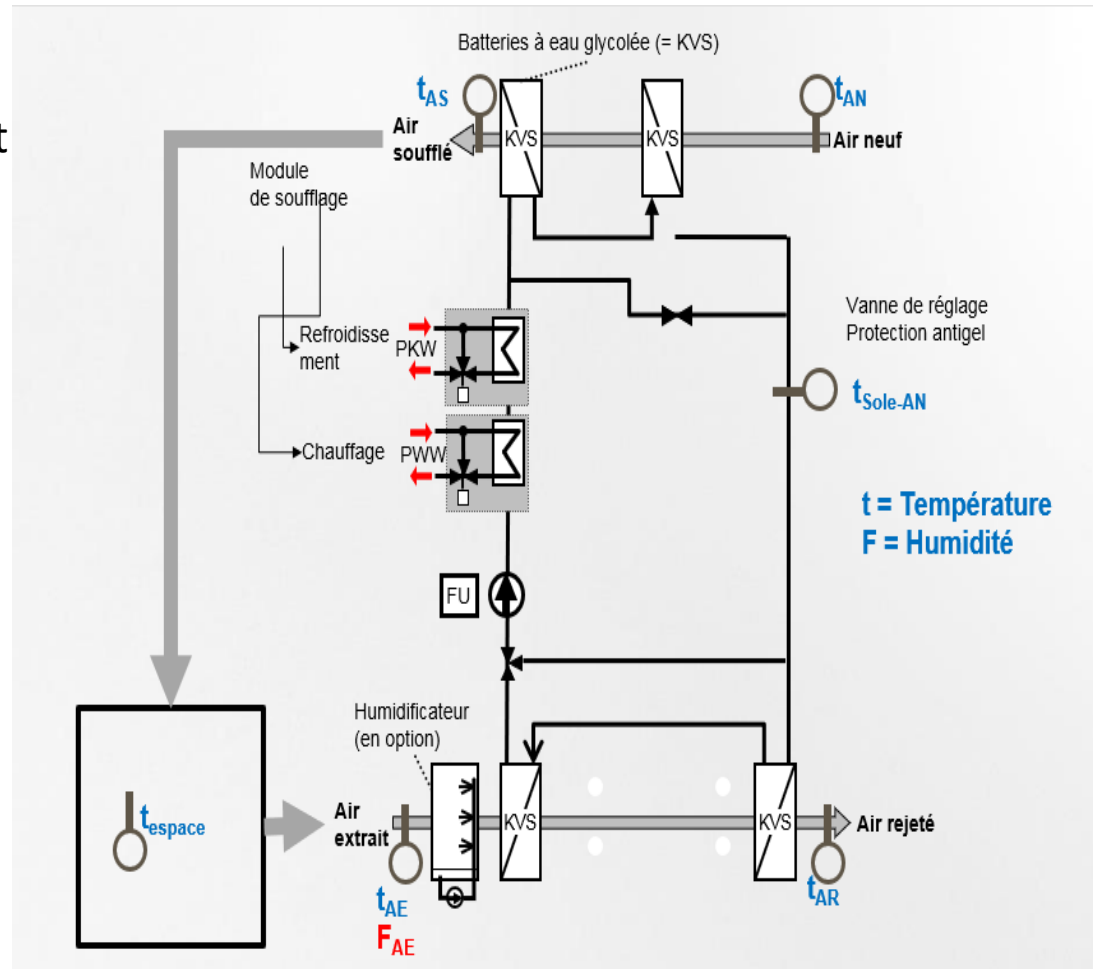 Batteries à eau glycolée (= KVS)
tAS
tAN
t
Air
soufflé
KVS
KVS
Air neuf
Module
de soufflage
Vanne de réglage
Protection antigel
Refroidisse
ment
PKW
tSole-AN
Chauffage
PWW
t = Température
F = Humidité
FU
Humidificateur
(en option)
tespace
Air
extrait
KVS
KVS
Air rejeté
tAE
FAE
tAR